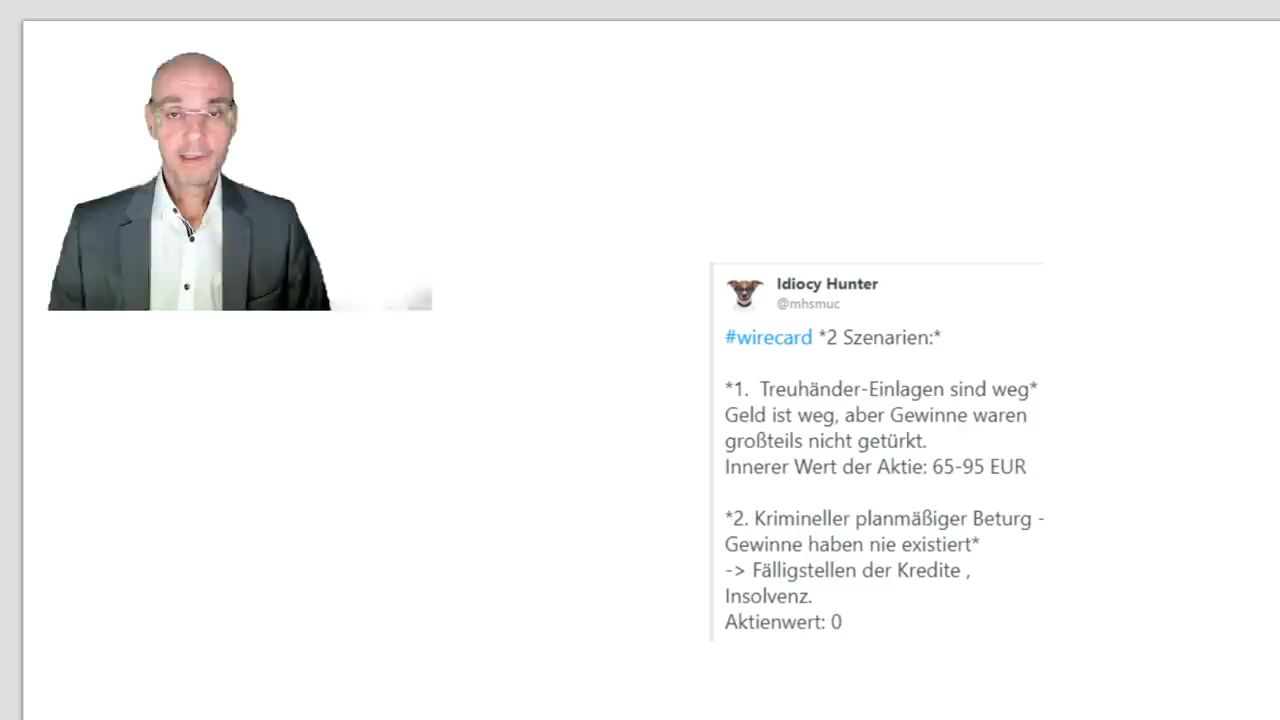 Idiocy Hunter
@mhsmuc
#wirecard *2 Szenarien:*
*1. Treuhänder-Einlagen sind weg*
Geld ist weg, aber Gewinne waren
großteils nicht getürkt.
Innerer Wert der Aktie: 65-95 EUR
*2. Krimineller planmäßiger Beturg -
Gewinne haben nie existiert*
-> Fälligstellen der Kredite ,
Insolvenz.
Aktienwert: 0